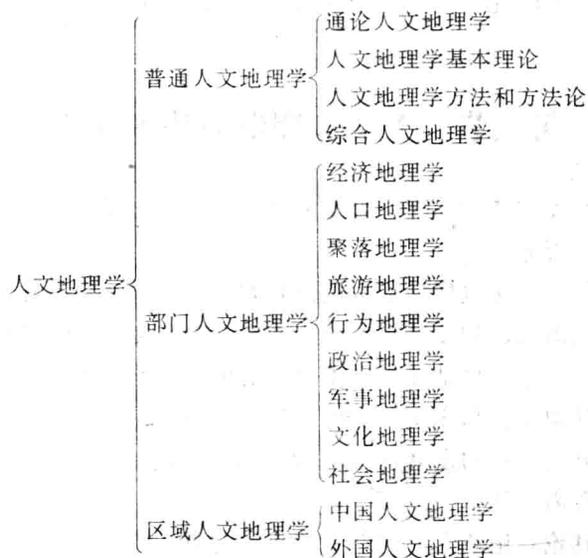 通论人文地理学
人文地理学基本理论
普通人文地理学
人文地理学方法和方法论
综合人文地理学
经济地理学
人口地理学
聚落地理学
人文地理学
旅游地理学
部门人文地理学
行为地理学
政治地理学
军事地理学
文化地理学
社会地理学
中国人文地理学
区域人文地理学
外国人文地理学